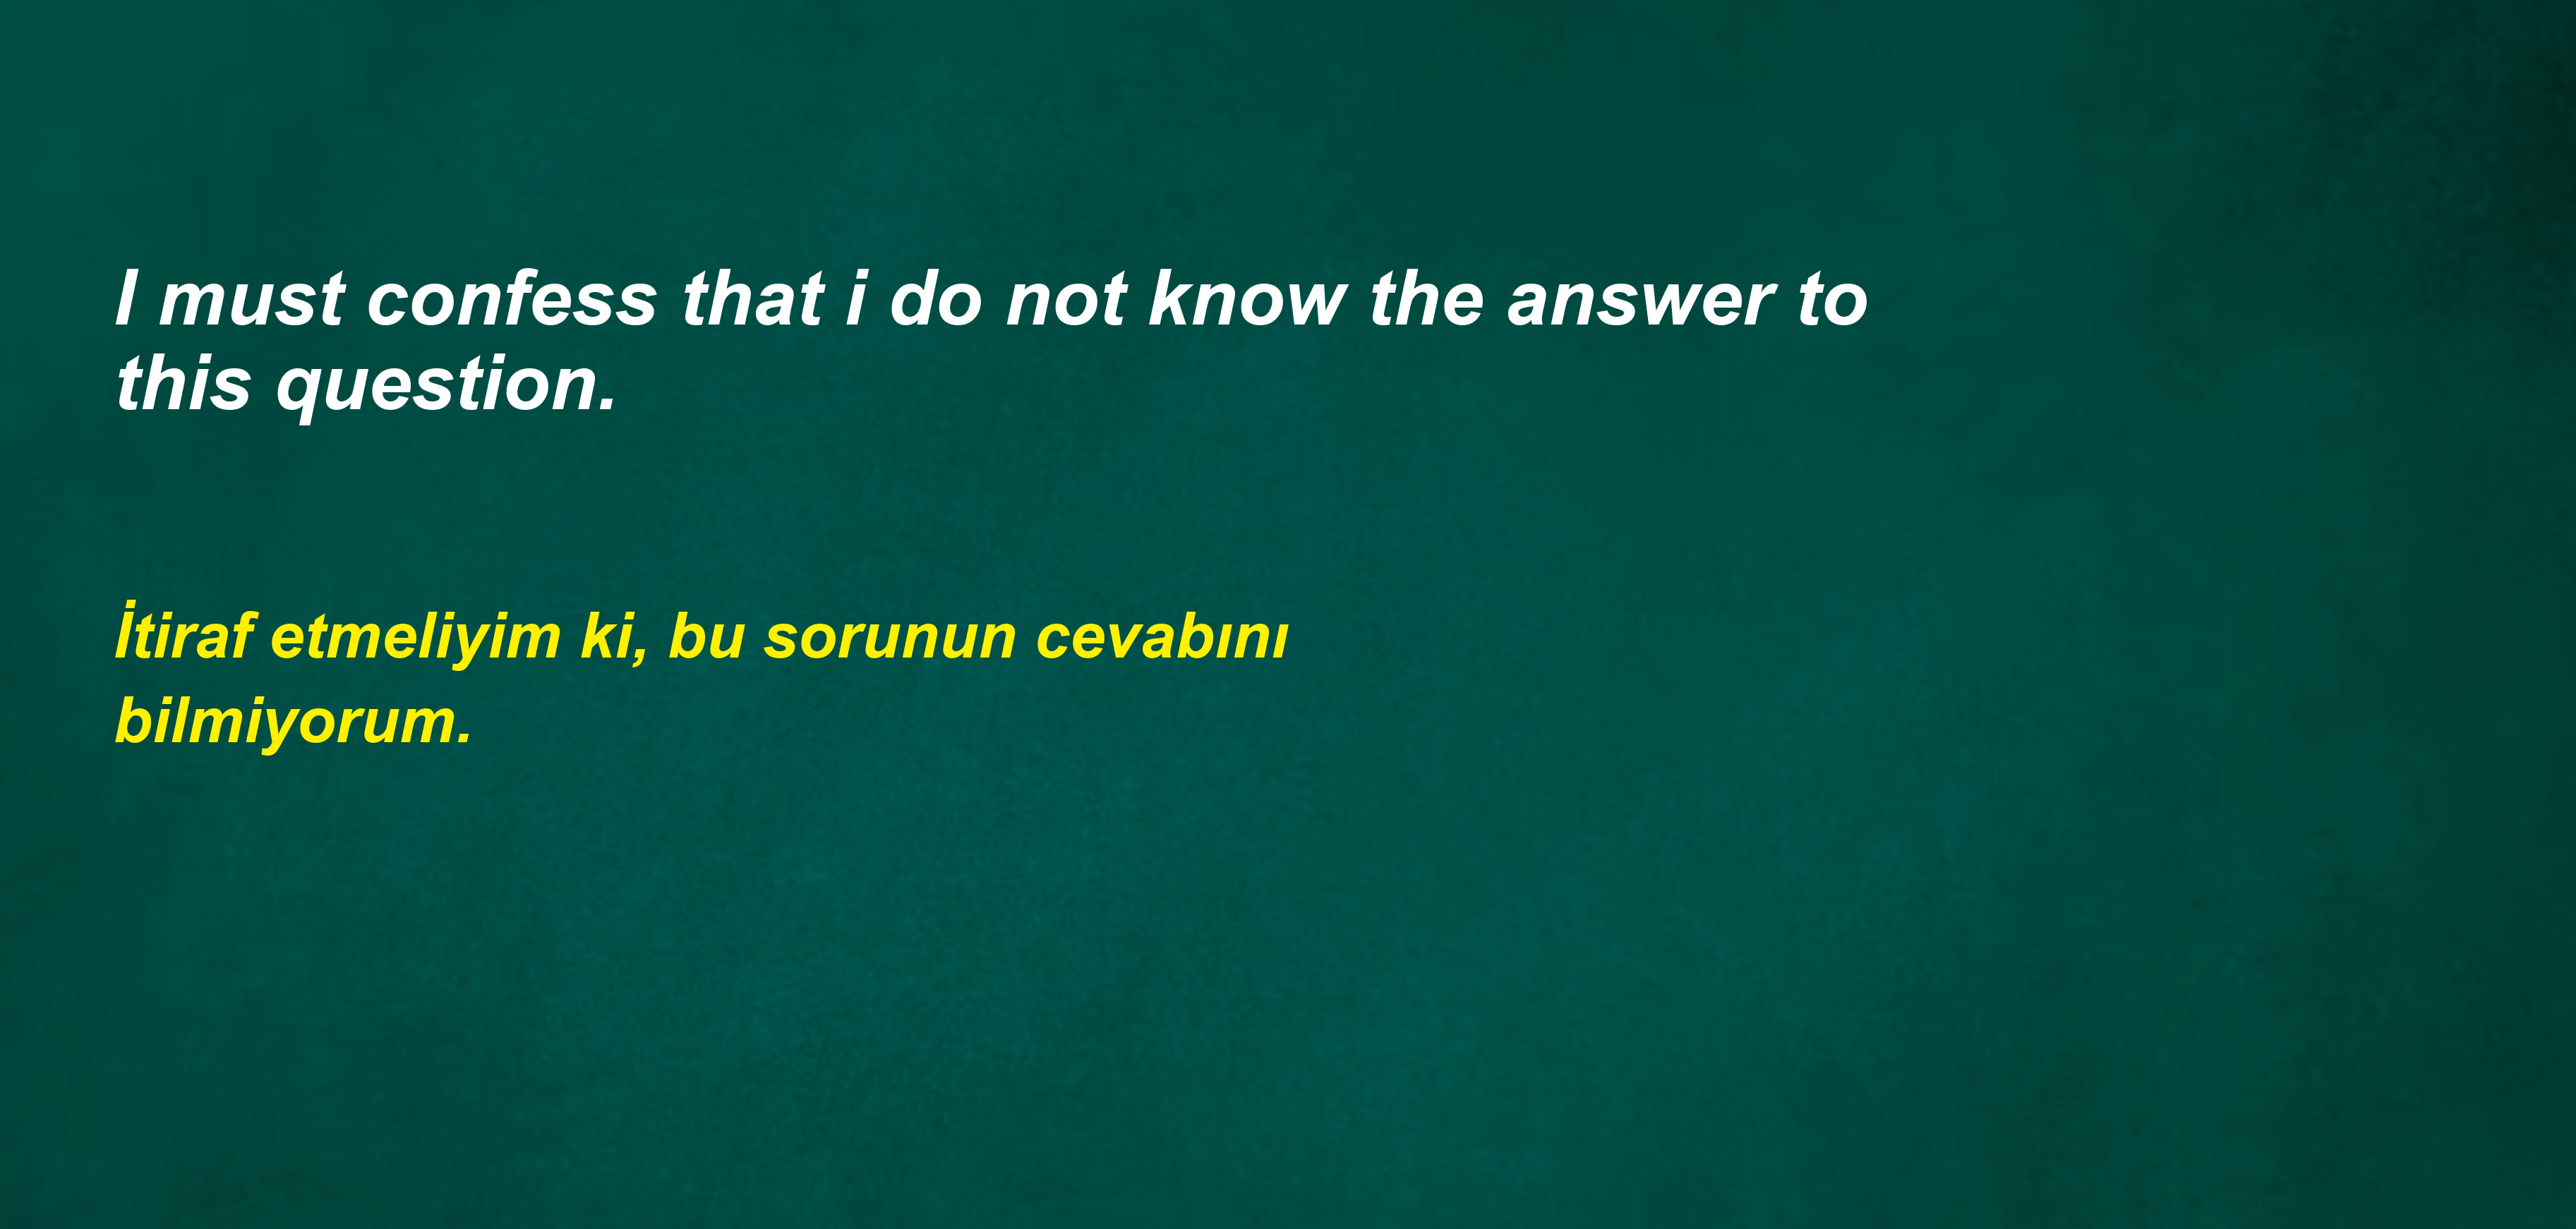 I must confess that i do not know the answer to
this question.
İtiraf etmeliyim ki, bu sorunun cevabını
bilmiyorum.